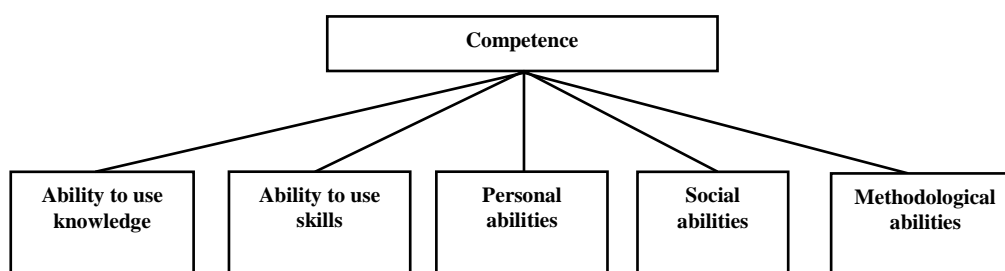 Competence
Ability to use
knowledge
Ability to use
skills
Personal
abilities
Social
abilities
Methodological
abilities